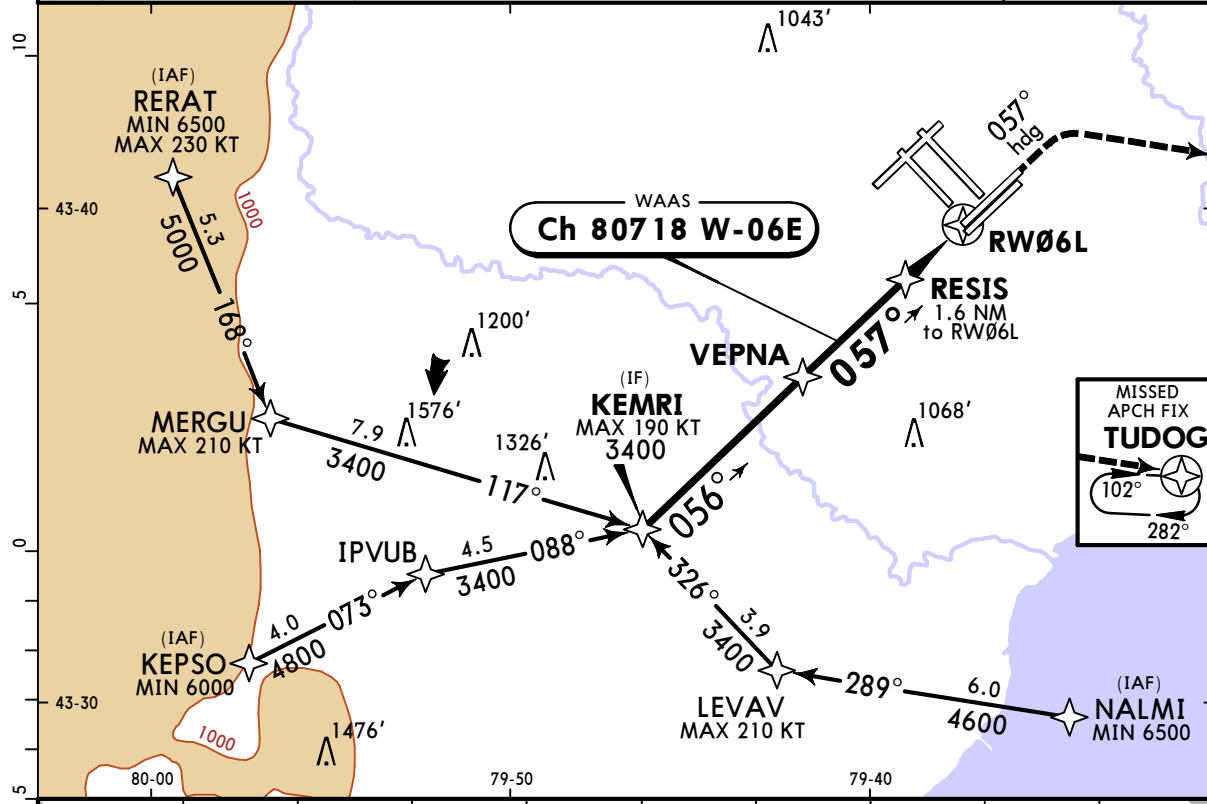 1043'
10
(IAF)
RERAT
MIN 6500
MAX 230 KT
057°
hdg
1000
43-40
5.3
5000
WAAS
Ch 80718 W-06E
RWØ6L
RESIS
1.6 NM
to RWØ6L
5
168°
1200'
VEPNA
057°
(IF)
KEMRI
MAX 190 KT
3400
MERGU
MAX 210 KT
1576'
7.9
3400
1326'
1068'
MISSED
APCH FIX
TUDOG
102°
282°
117°
056°
0
IPVUB
4.5
088°
3400
326°
4.0
073°
3.9
3400
(IAF)
KEPSO
MIN 6000
4800
289°
6.0
4600
LEVAV
MAX 210 KT
(IAF)
NALMI
MIN 6500
43-30
1000
1476'
5
80-00
79-50
79-40